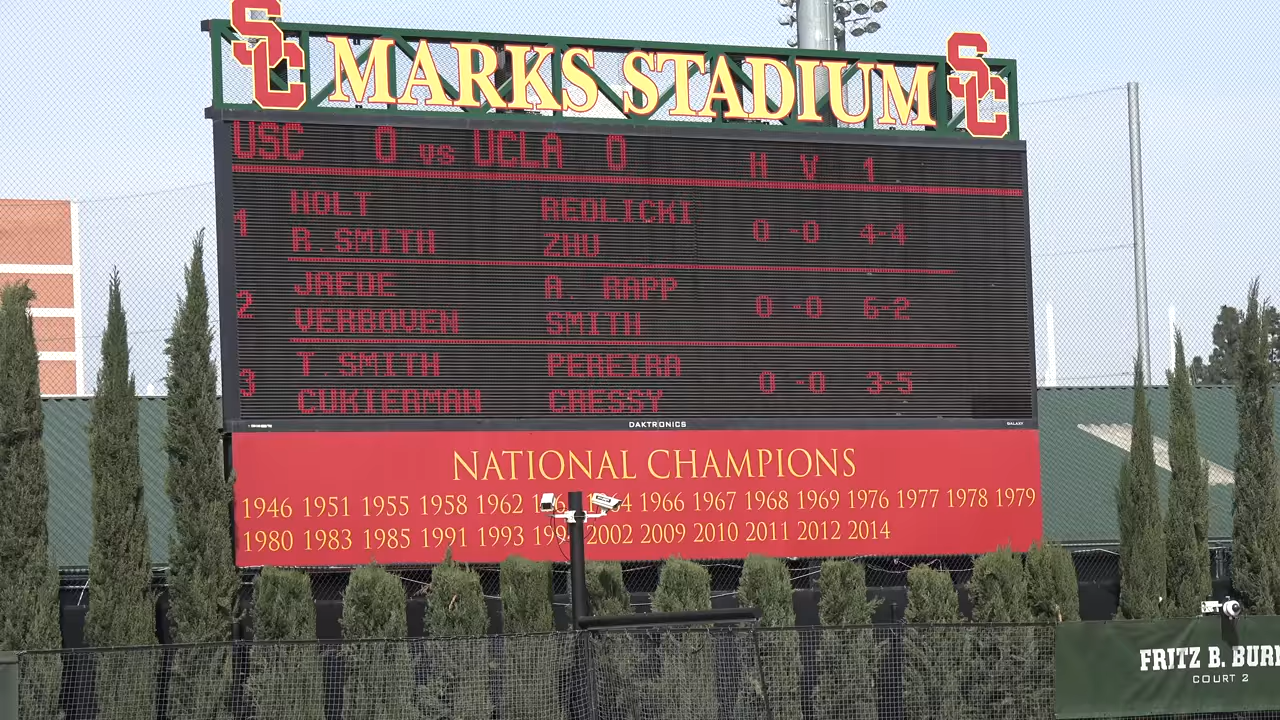 SC MARKS STADIUM SC
USC 0 vs UCLA 0 H V 1
1 HOLT REDLICKI
R.SMITH ZHU 0 -0 4-4
2 JAEDE A. RAPP
VERBOVEN SMITH 0 -0 6-2
3 T.SMITH PEREIRA
CUKIERMAN CRESSY 0 -0 3-5
DAKTRONICS GALAXY
NATIONAL CHAMPIONS
1946 1951 1955 1958 1962 1966 1967 1968 1969 1976 1977 1978 1979
1980 1983 1985 1991 1993 2002 2009 2010 2011 2012 2014
FRITZ B.
COURT 2